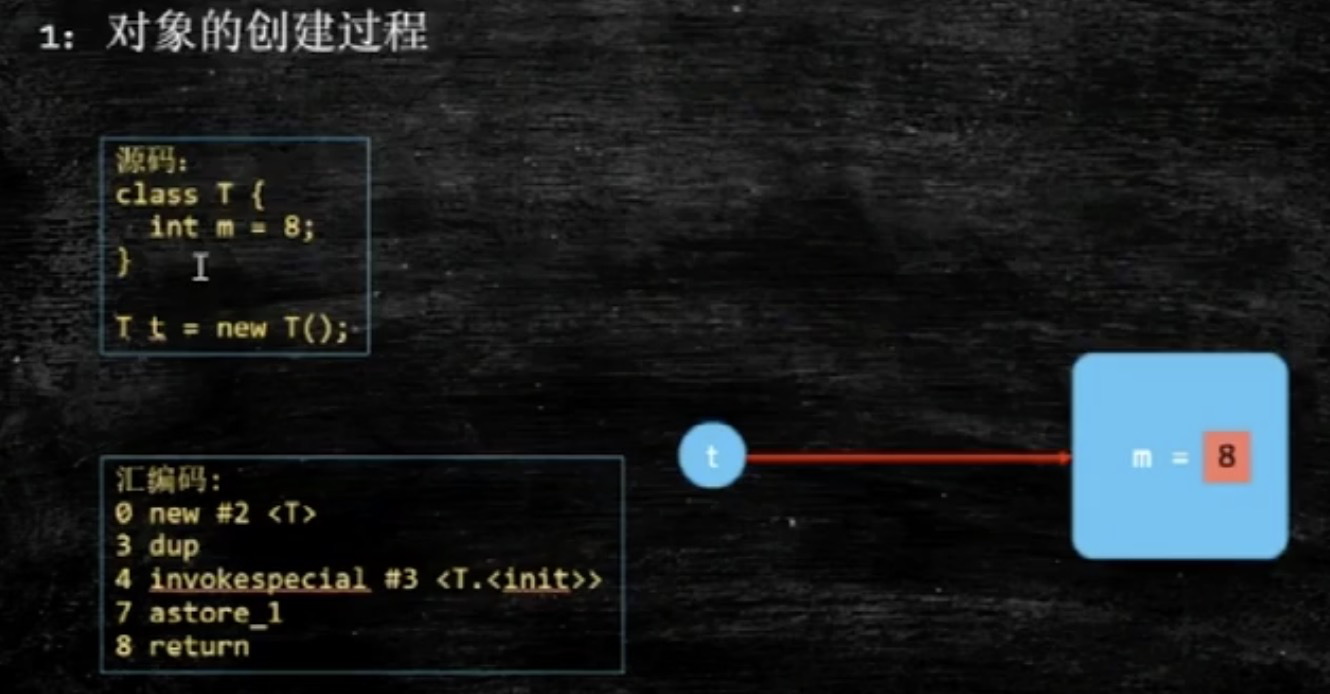 1: 对象的创建过程
源码:
class T {
int m = 8;
}
T t = new T();
汇编码:
0 new #2 <T>
3 dup
4 invokespecial #3 <T.<init>>
7 astore_1
8 return
t
m = 8